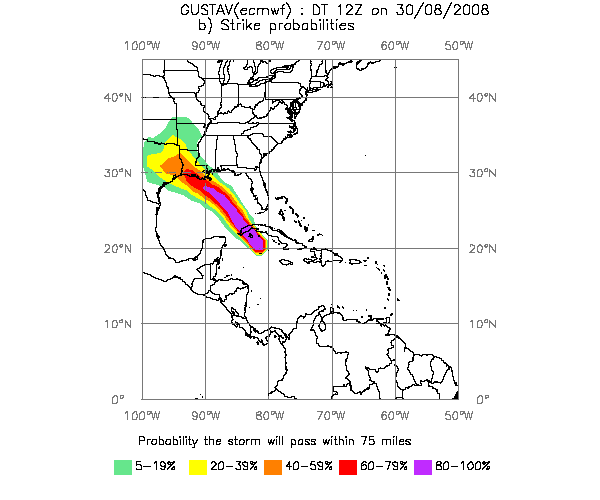 GUSTAV(ecmwf) : DT 12Z on 30/08/2008
b) Strike probabilities
100°W 90°W 80°W 70°W 60°W 50°W
40°N 40°N
30°N 30°N
20°N 20°N
10°N 10°N
0° 0°
100°W 90°W 80°W 70°W 60°W 50°W
Probability the storm will pass within 75 miles
5-19% 20-39% 40-59% 60-79% 80-100%